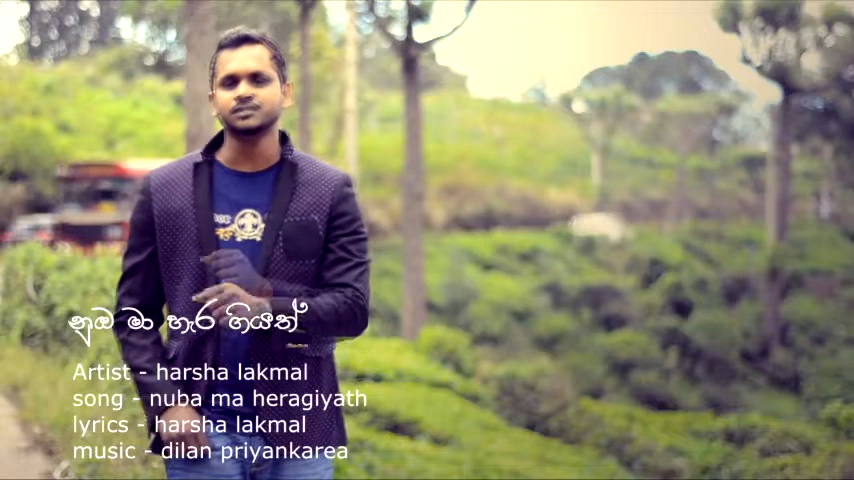 නුඹ මා හැර ගියත්
Artist - harsha lakmal
song - nuba ma heragiyath
lyrics - harsha lakmal
music - dilan priyankarea